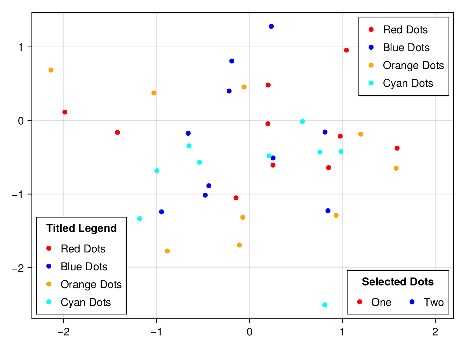 Red Dots
Blue Dots
Orange Dots
Cyan Dots
1
0
−1
−2
Titled Legend
Red Dots
Blue Dots
Orange Dots
Cyan Dots
Selected Dots
One Two
−2 −1 0 1 2